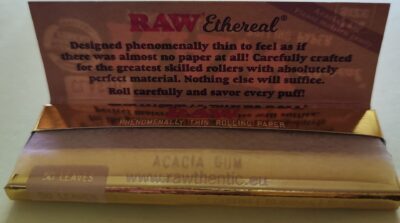 RAW Ethereal®
Designed phenomenally thin to feel as if
there was almost no paper at all! Carefully crafted
for the greatest skilled rollers with absolutely
perfect material. Nothing else will suffice.
Roll carefully and savor every puff!
PHENOMENALLY THIN ROLLING PAPER
ACACIA GUM
50 LEAVES
www.rawthentic.eu